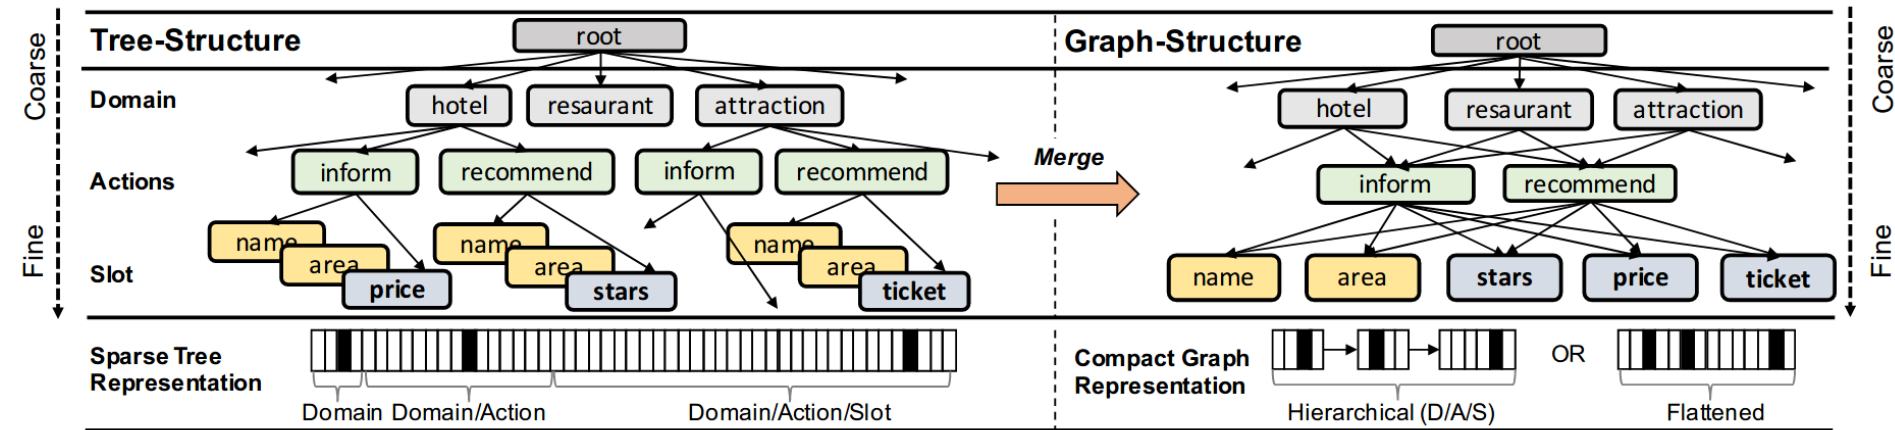 Coarse
Fine
Tree-Structure
root
Domain
hotel
resaurant
attraction
Actions
inform
recommend
inform
recommend
Slot
name
area
price
name
area
stars
name
area
ticket
Sparse Tree
Representation
Domain
Domain/Action
Domain/Action/Slot
Merge
Graph-Structure
root
hotel
resaurant
attraction
inform
recommend
name
area
stars
price
ticket
Compact Graph
Representation
OR
Hierarchical (D/A/S)
Flattened
Coarse
Fine